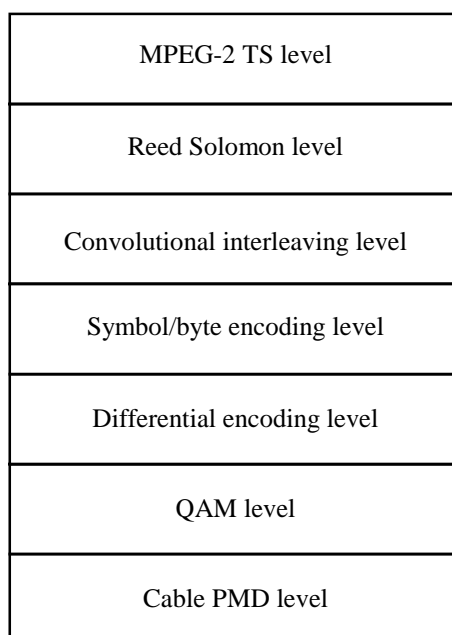 MPEG-2 TS level
Reed Solomon level
Convolutional interleaving level
Symbol/byte encoding level
Differential encoding level
QAM level
Cable PMD level